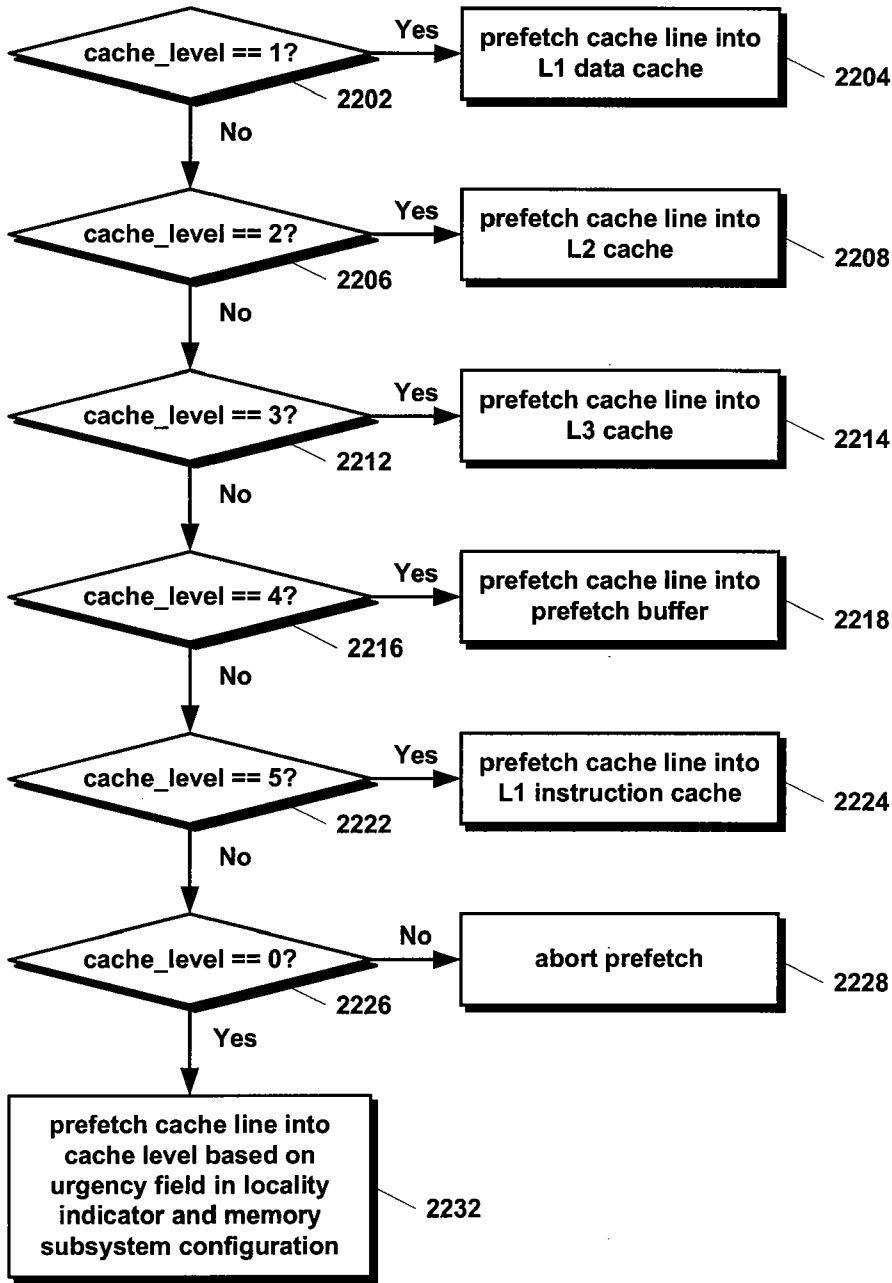 cache_level == 1?
Yes
prefetch cache line into
L1 data cache
2204
2202
No
cache_level == 2?
Yes
prefetch cache line into
L2 cache
2208
2206
No
cache_level == 3?
Yes
prefetch cache line into
L3 cache
2214
2212
No
cache_level == 4?
Yes
prefetch cache line into
prefetch buffer
2218
2216
No
cache_level == 5?
Yes
prefetch cache line into
L1 instruction cache
2224
2222
No
cache_level == 0?
No
abort prefetch
2228
2226
Yes
prefetch cache line into
cache level based on
urgency field in locality
indicator and memory
subsystem configuration
2232